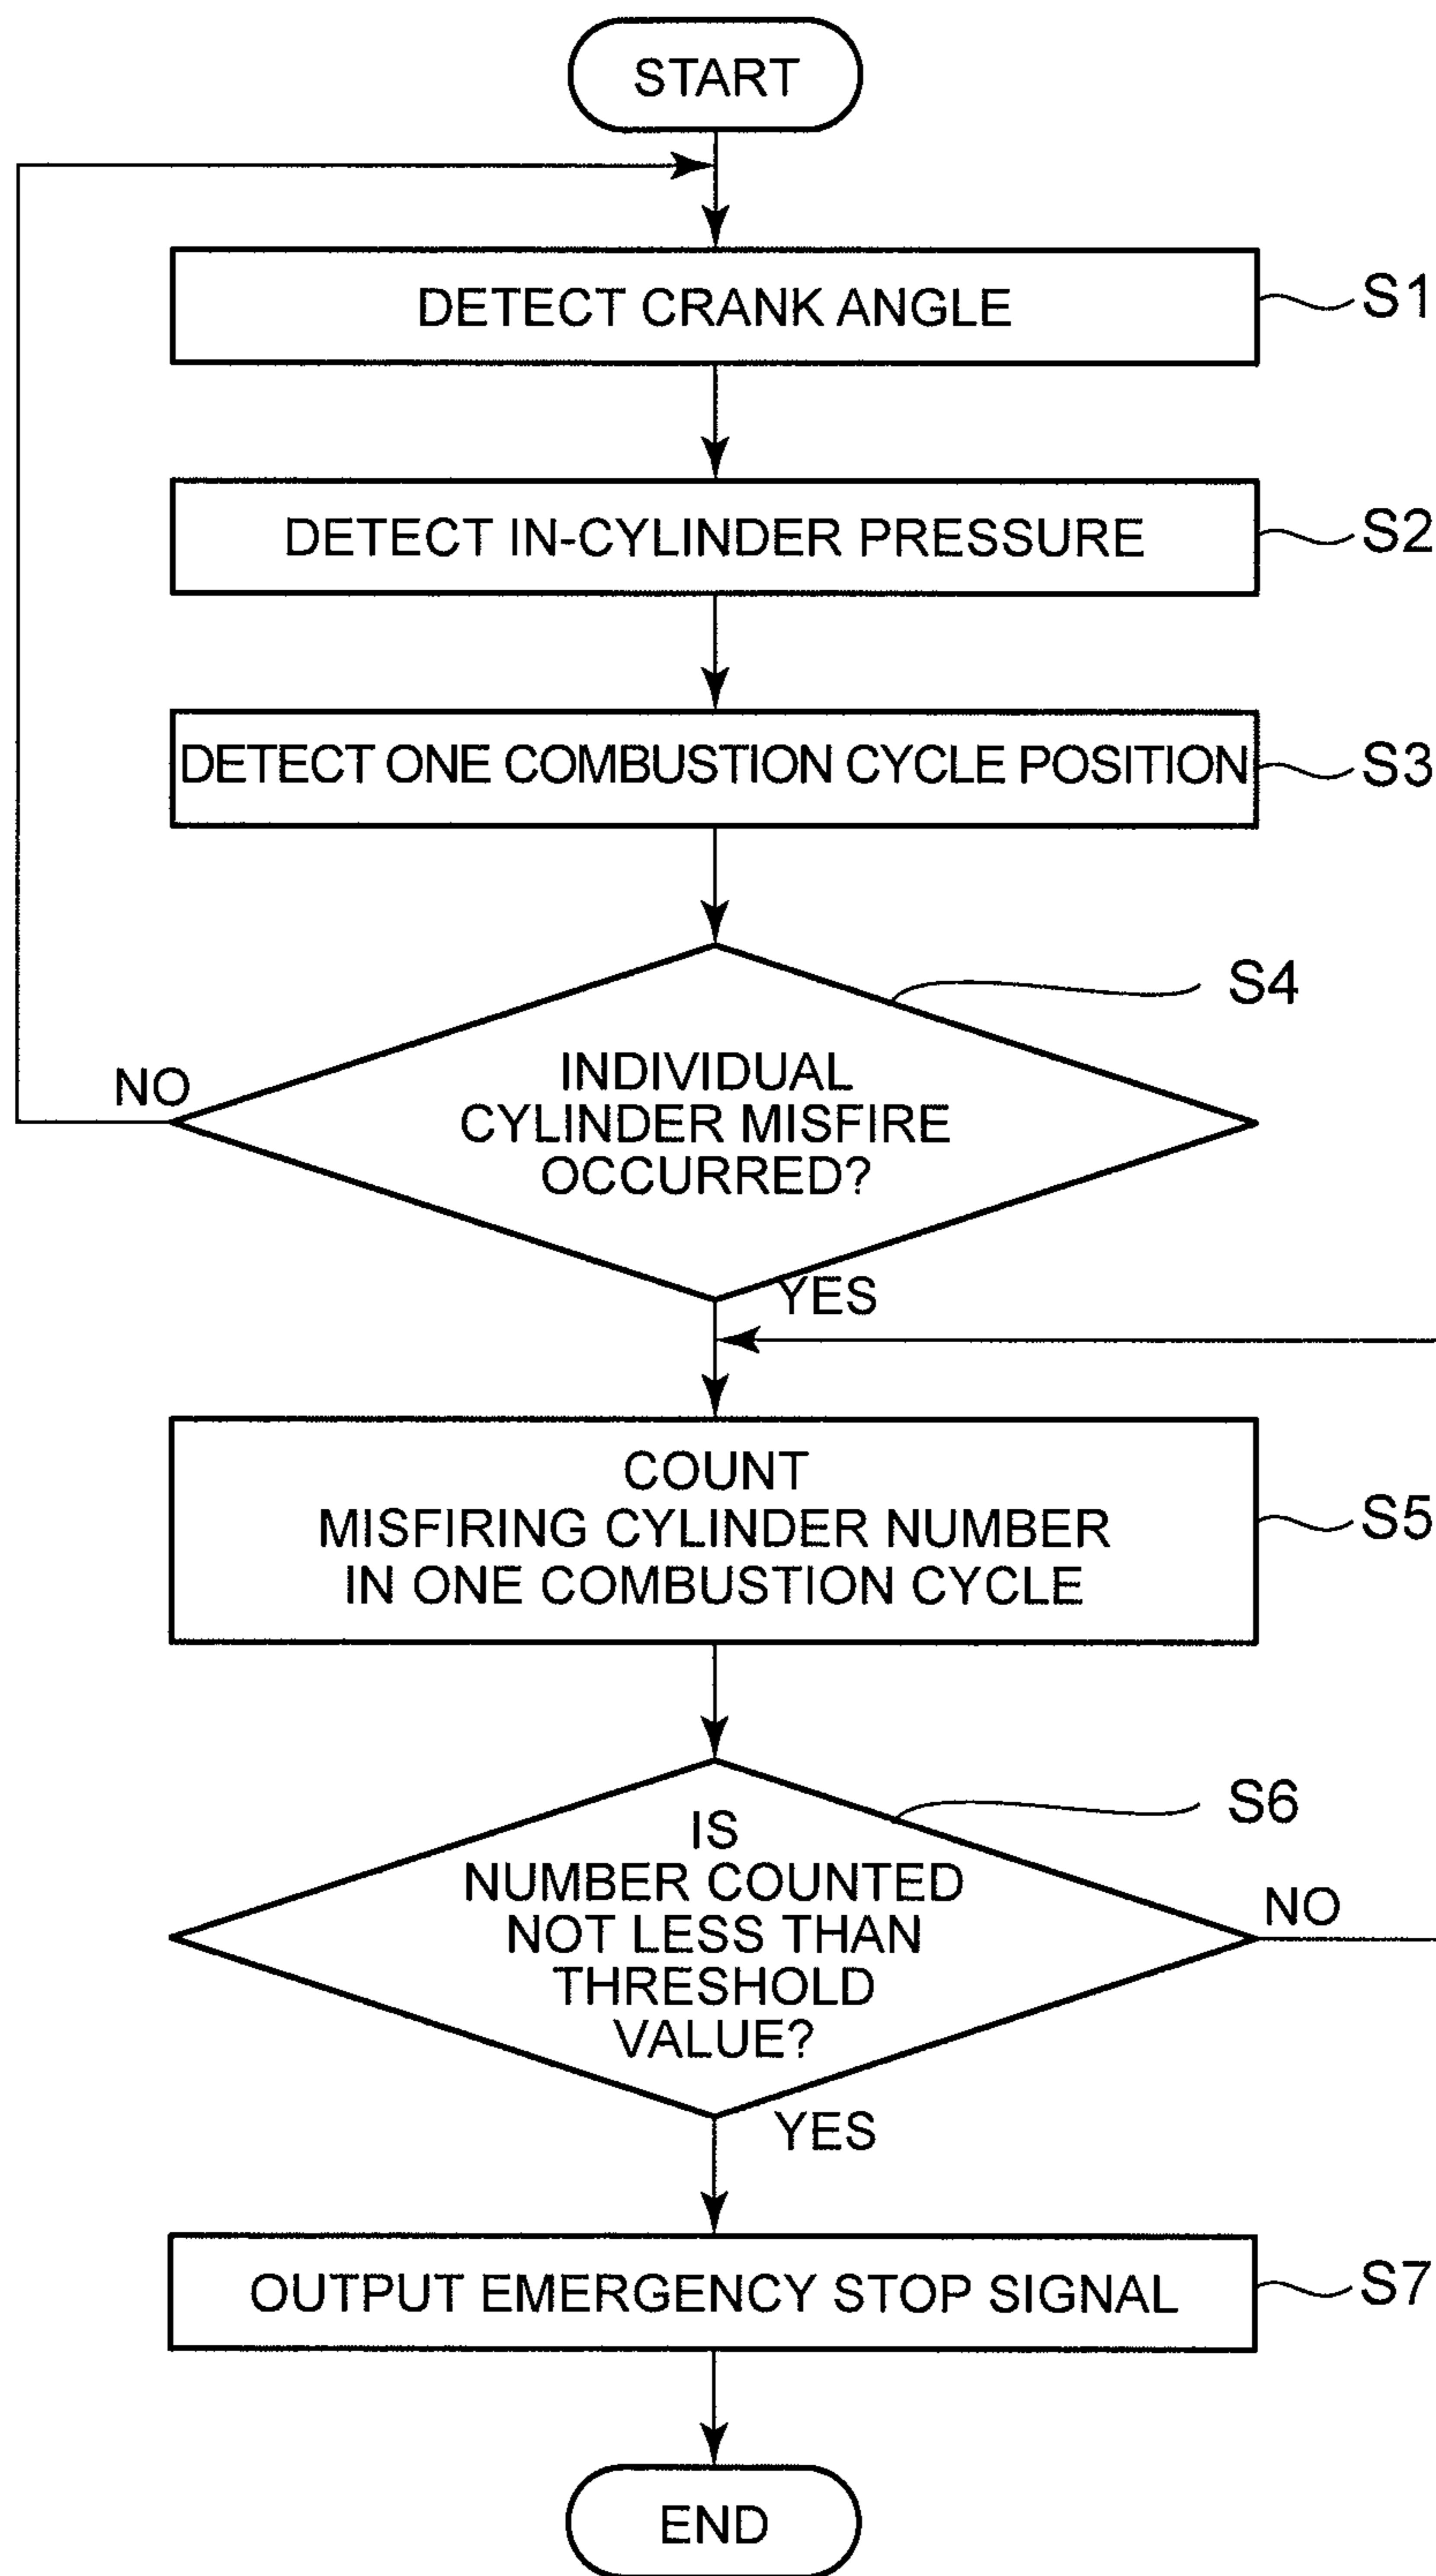 START
DETECT CRANK ANGLE
S1
DETECT IN-CYLINDER PRESSURE
S2
DETECT ONE COMBUSTION CYCLE POSITION
S3
S4
NO
INDIVIDUAL
CYLINDER MISFIRE
OCCURRED?
YES
COUNT
MISFIRING CYLINDER NUMBER
IN ONE COMBUSTION CYCLE
S5
S6
IS
NUMBER COUNTED
NOT LESS THAN
THRESHOLD
VALUE?
NO
YES
OUTPUT EMERGENCY STOP SIGNAL
S7
END